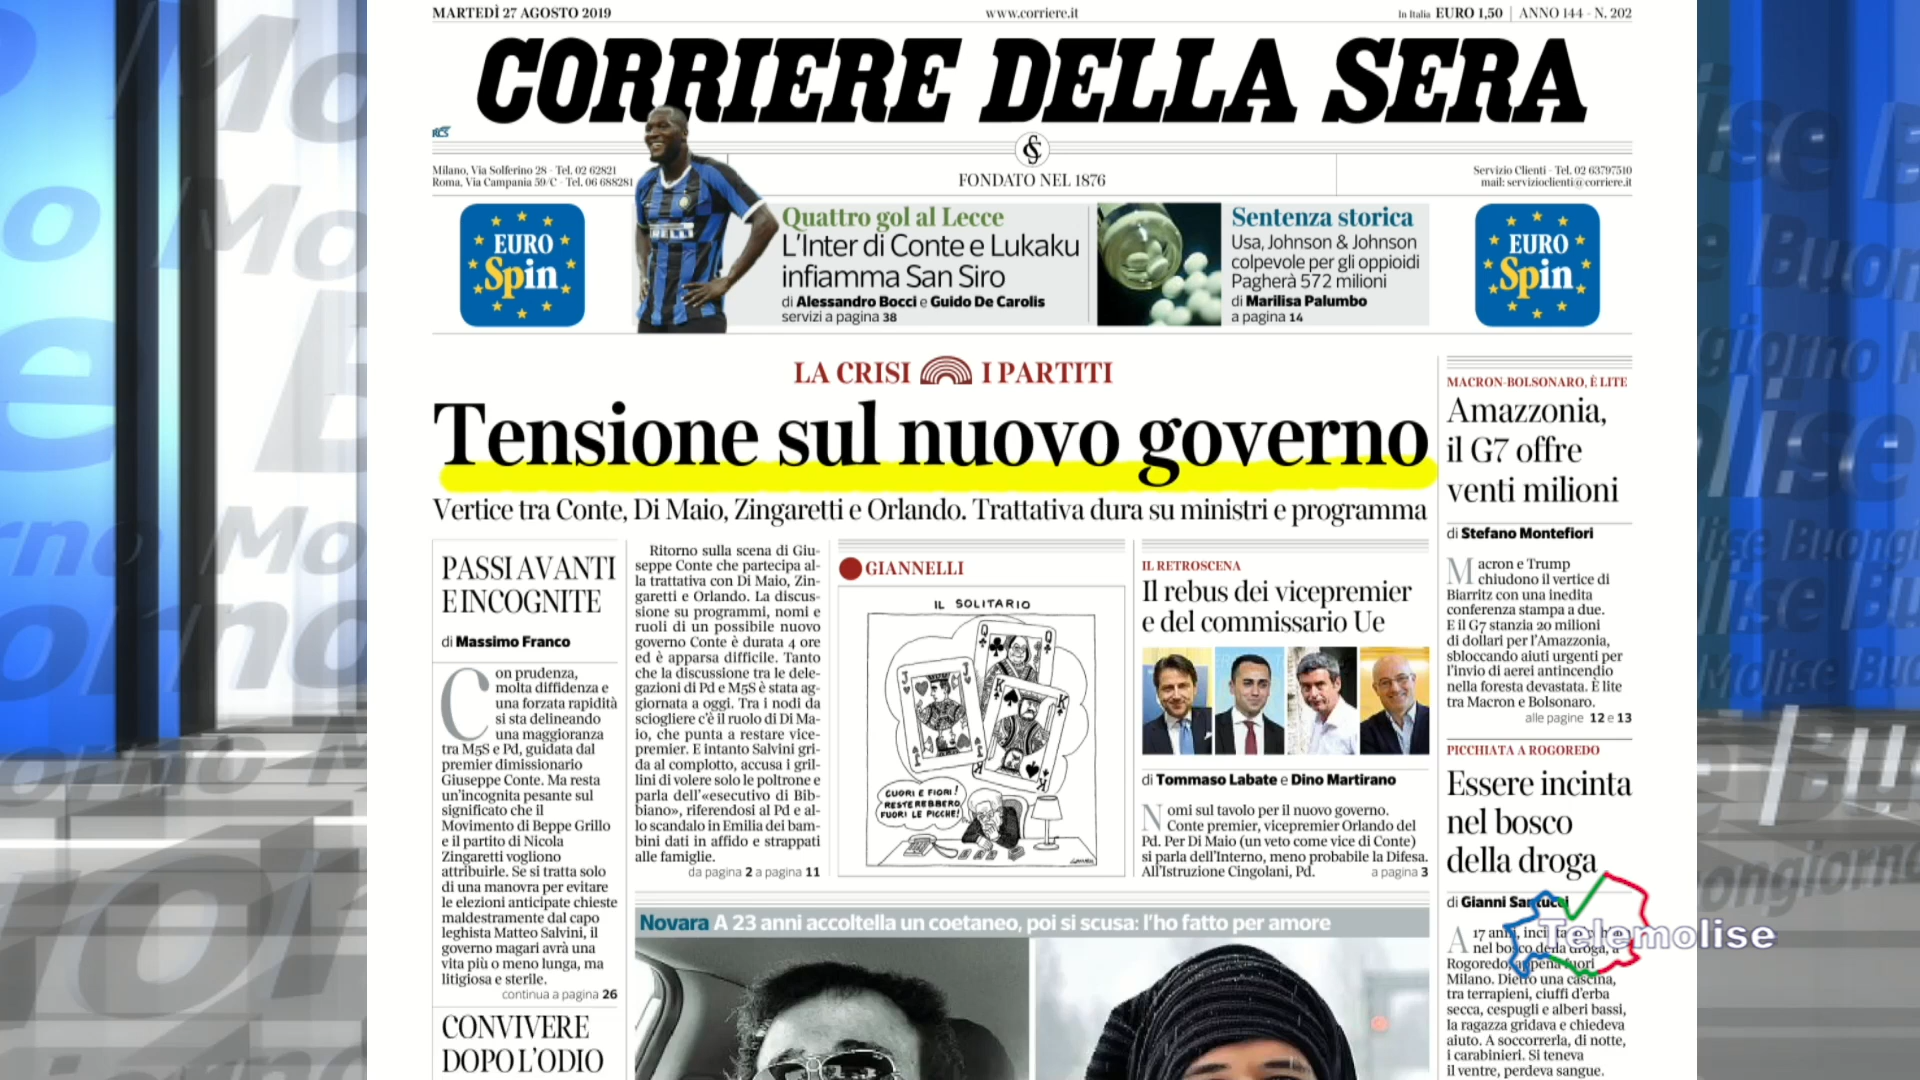 MARTEDÌ 27 AGOSTO 2019
www.corriere.it
In Italia EURO 1,50 | ANNO 144 - N. 202
CORRIERE DELLA SERA
RCS
Milano, Via Solferino 28 - Tel. 02 62821
Roma, Via Campania 59/C - Tel. 06 688281
FONDATO NEL 1876
Servizio Clienti - Tel. 02 63797510
mail: servizioclienti@corriere.it
EURO
Spin
PIRELLI
Quattro gol al Lecce
L'Inter di Conte e Lukaku
infiamma San Siro
di Alessandro Bocci e Guido De Carolis
servizi a pagina 38
Sentenza storica
Usa, Johnson & Johnson
colpevole per gli oppioidi
Pagherà 572 milioni
di Marilisa Palumbo
a pagina 14
EURO
Spin
LA CRISI I PARTITI
Tensione sul nuovo governo
Vertice tra Conte, Di Maio, Zingaretti e Orlando. Trattativa dura su ministri e programma
PASSI AVANTI
E INCOGNITE
di Massimo Franco
Con prudenza,
molta diffidenza e
una forzata rapidità
si sta delineando
una maggioranza
tra M5S e Pd, guidata dal
premier dimissionario
Giuseppe Conte. Ma resta
un'incognita pesante sul
significato che il
Movimento di Beppe Grillo
e il partito di Nicola
Zingaretti vogliono
attribuirle. Se si tratta solo
di una manovra per evitare
le elezioni anticipate chieste
maldestramente dal capo
leghista Matteo Salvini, il
governo magari avrà una
vita più o meno lunga, ma
litigiosa e sterile.
continua a pagina 26
CONVIVERE
DOPO L'ODIO
Ritorno sulla scena di Giu-
seppe Conte che partecipa al-
la trattativa con Di Maio, Zin-
garetti e Orlando. La discus-
sione su programmi, nomi e
ruoli di un possibile nuovo
governo Conte è durata 4 ore
ed è apparsa difficile. Tanto
che la discussione tra le dele-
gazioni di Pd e M5S è stata ag-
giornata a oggi. Tra i nodi da
sciogliere c'è il ruolo di Di Ma-
io, che punta a restare vice-
premier. E intanto Salvini gri-
da al complotto, accusa i gril-
lini di volere solo le poltrone e
parla dell'«esecutivo di Bib-
biano», riferendosi al Pd e al-
lo scandalo in Emilia dei bam-
bini dati in affido e strappati
alle famiglie.
da pagina 2 a pagina 11
GIANNELLI
IL SOLITARIO
CUORI E FIORI!
RESTEREBBERO
FUORI LE PICCHE!
IL RETROSCENA
Il rebus dei vicepremier
e del commissario Ue
di Tommaso Labate e Dino Martirano
Nomi sul tavolo per il nuovo governo.
Conte premier, vicepremier Orlando del
Pd. Per Di Maio (un veto come vice di Conte)
si parla dell'Interno, meno probabile la Difesa.
All'Istruzione Cingolani, Pd.
a pagina 3
Novara A 23 anni accoltella un coetaneo, poi si scusa: l'ho fatto per amore
MACRON-BOLSONARO, È LITE
Amazzonia,
il G7 offre
venti milioni
di Stefano Montefiori
Macron e Trump
chiudono il vertice di
Biarritz con una inedita
conferenza stampa a due.
E il G7 stanzia 20 milioni
di dollari per l'Amazzonia,
sbloccando aiuti urgenti per
l'invio di aerei antincendio
nella foresta devastata. È lite
tra Macron e Bolsonaro.
alle pagine 12 e 13
PICCHIATA A ROGOREDO
Essere incinta
nel bosco
della droga
di Gianni Santucci
A 17 anni, incinta
nel bosco della droga, a
Rogoredo, appena fuori
Milano. Dietro una cascina,
tra terrapieni, ciuffi d'erba
secca, cespugli e alberi bassi,
la ragazza gridava e chiedeva
aiuto. A soccorrerla, di notte,
i carabinieri. Si teneva
il ventre, perdeva sangue.
Telemolise